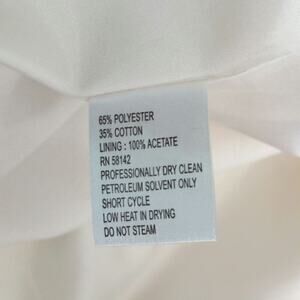 65% POLYESTER
35% COTTON
LINING : 100% ACETATE
RN 58142
PROFESSIONALLY DRY CLEAN
PETROLEUM SOLVENT ONLY
SHORT CYCLE
LOW HEAT IN DRYING
DO NOT STEAM